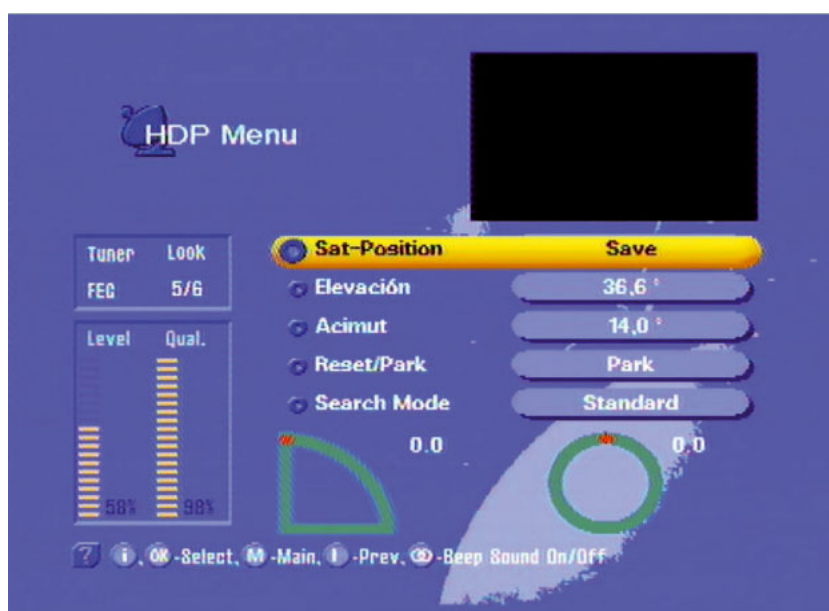 HDP Menu
Tuner Look
FEC 5/6
Level Qual.
58% 98%
Sat-Position Save
Elevación 36,6 °
Acimut 14,0 °
Reset/Park Park
Search Mode Standard
0.0 0.0
? i, OK -Select, M -Main, I -Prev, -Beep Sound On/Off